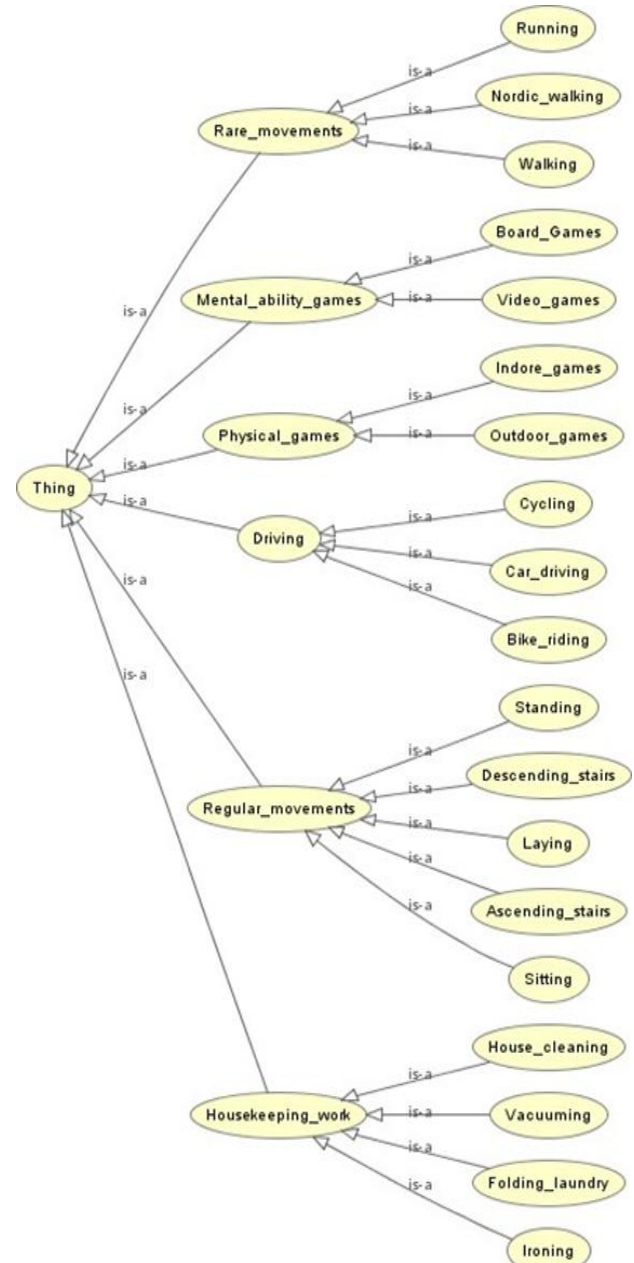 Running
is-a
Nordic_walking
is-a
Rare_movements
is-a
Walking
Board_Games
is-a
Mental_ability_games
is-a
Video_games
is-a
Indore_games
is-a
is-a
Physical_games
is-a
Outdoor_games
is-a
Thing
is-a
Cycling
is-a
Driving
is-a
Car_driving
is-a
is-a
Bike_riding
is-a
Standing
is-a
Descending_stairs
is-a
Regular_movements
is-a
Laying
is-a
Ascending_stairs
is-a
Sitting
House_cleaning
is-a
Housekeeping_work
is-a
Vacuuming
is-a
Folding_laundry
is-a
Ironing